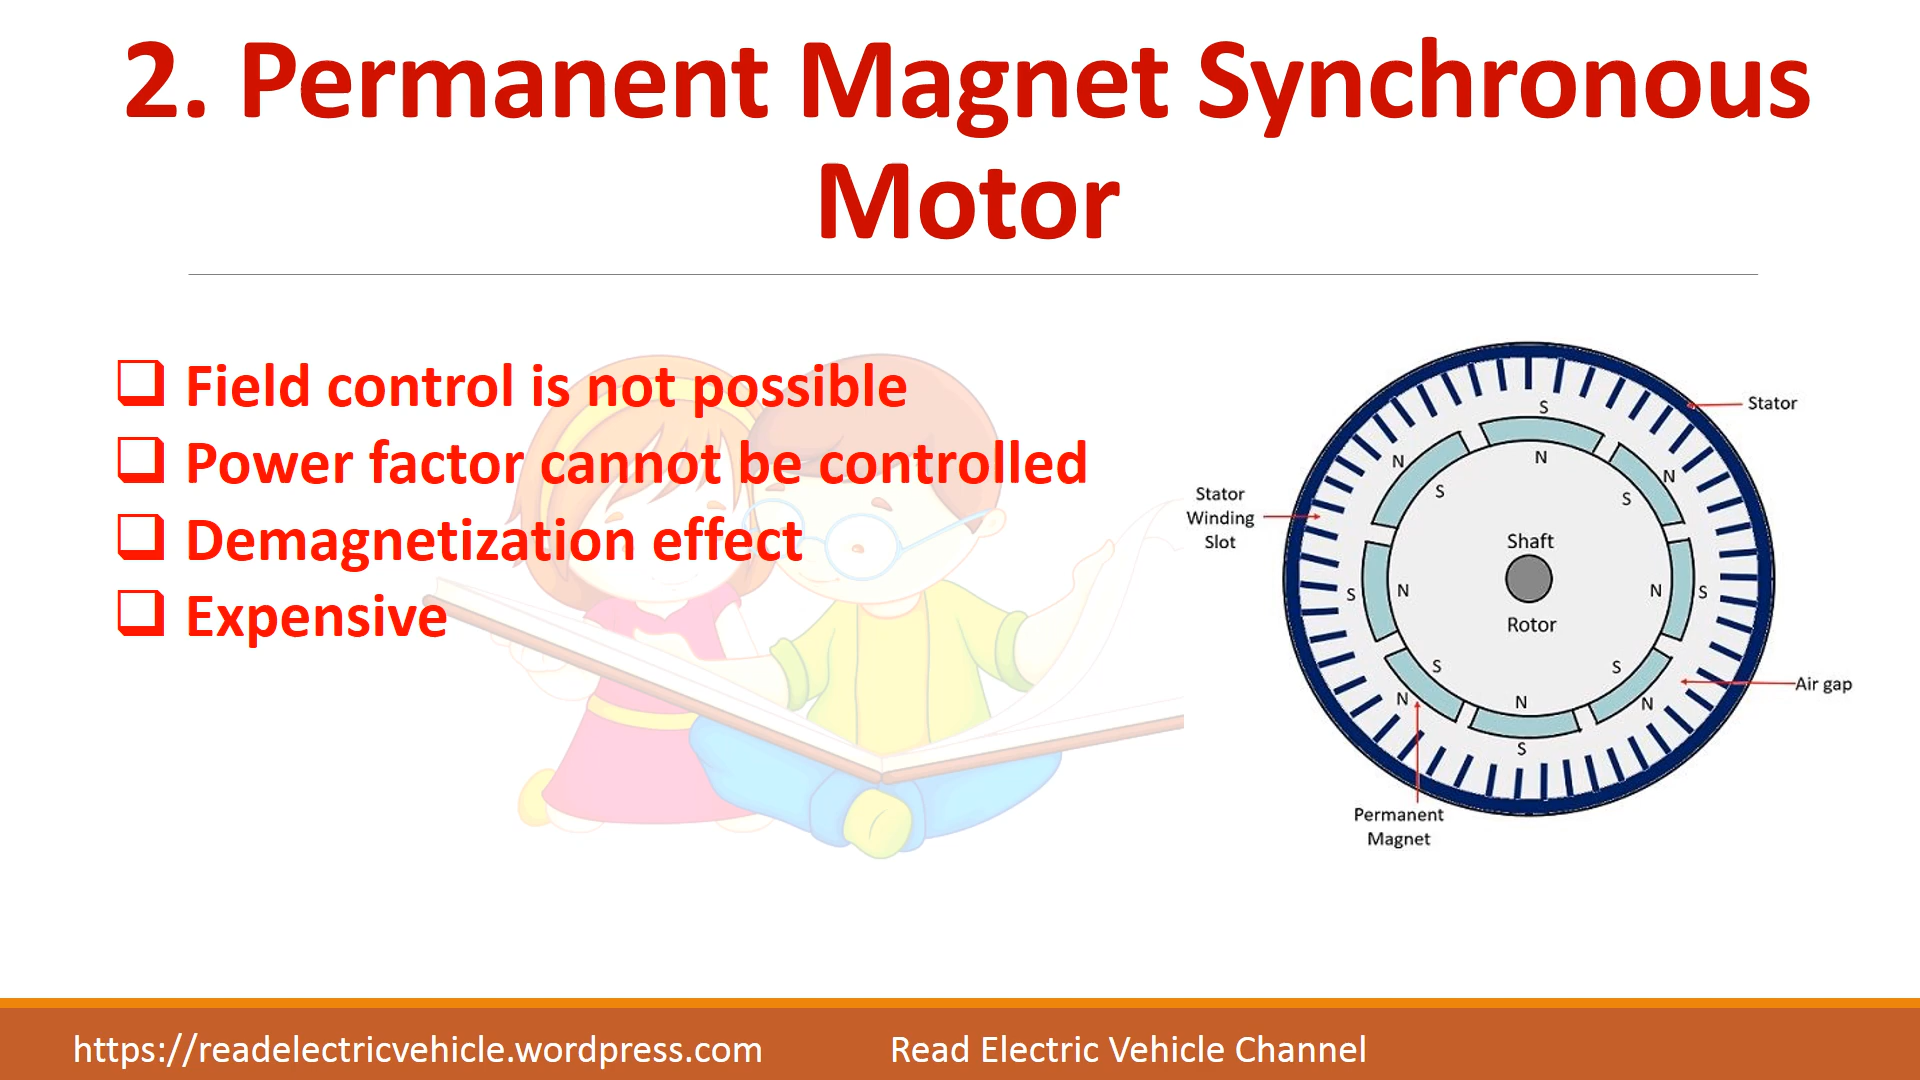 2. Permanent Magnet Synchronous
Motor
Field control is not possible
Power factor cannot be controlled
Demagnetization effect
Expensive
Stator
Stator
Winding
Slot
S
N
N
S
N
S
N
S
Shaft
S
N
N
S
Rotor
S
S
N
N
N
S
N
Air gap
Permanent
Magnet
https://readelectricvehicle.wordpress.com
Read Electric Vehicle Channel